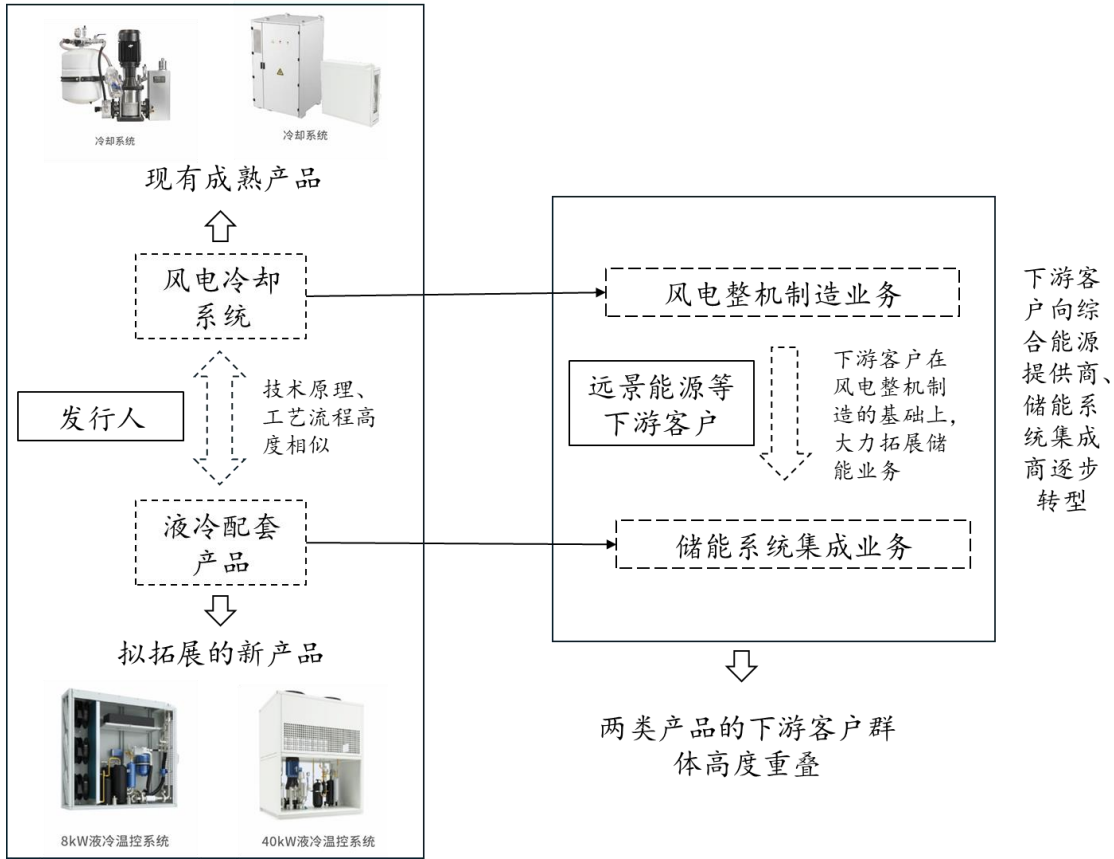 冷却系统
冷却系统
现有成熟产品
风电冷却
系统
发行人
技术原理、
工艺流程高
度相似
液冷配套
产品
拟拓展的新产品
8kW液冷温控系统
40kW液冷温控系统
风电整机制造业务
远景能源等
下游客户
下游客户在
风电整机制
造的基础上，
大力拓展储
能业务
储能系统集成业务
下游客
户向综
合能源
提供商、
储能系
统集成
商逐步
转型
两类产品的下游客户群
体高度重叠